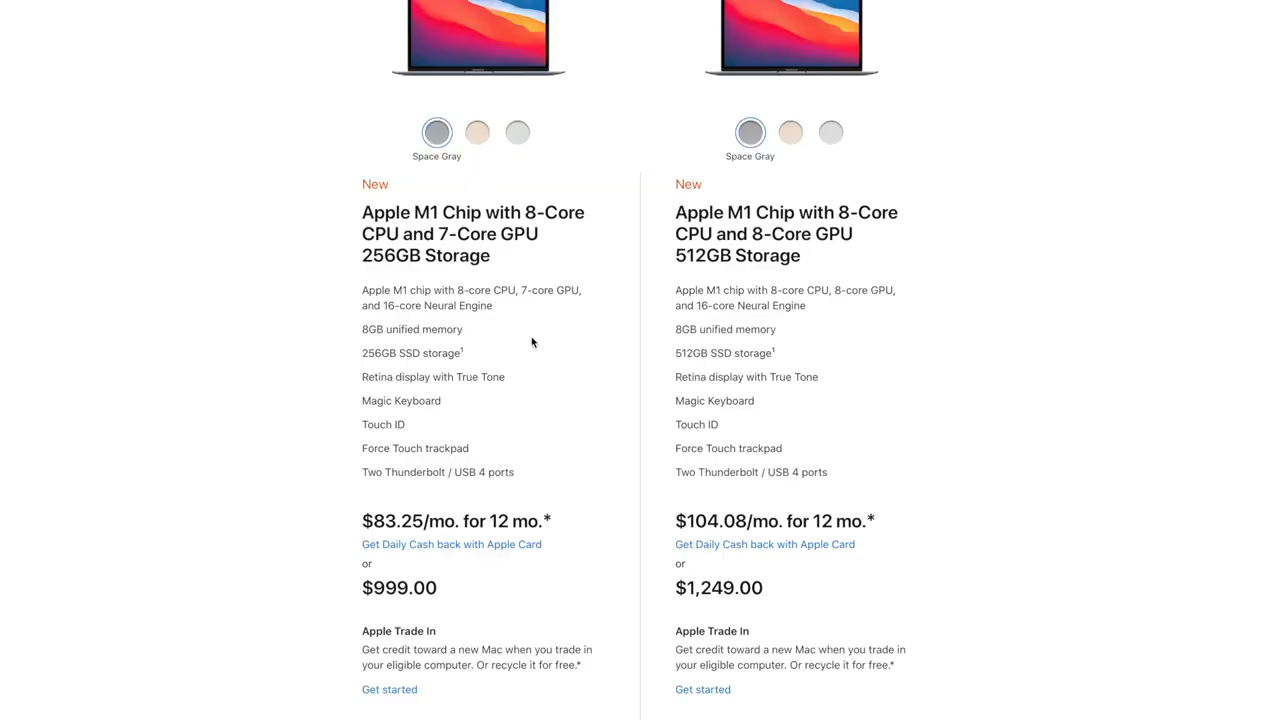 Space Gray
New
Apple M1 Chip with 8-Core
CPU and 7-Core GPU
256GB Storage
Apple M1 chip with 8-core CPU, 7-core GPU,
and 16-core Neural Engine
8GB unified memory
256GB SSD storage1
Retina display with True Tone
Magic Keyboard
Touch ID
Force Touch trackpad
Two Thunderbolt / USB 4 ports
$83.25/mo. for 12 mo.*
Get Daily Cash back with Apple Card
or
$999.00
Apple Trade In
Get credit toward a new Mac when you trade in
your eligible computer. Or recycle it for free.*
Get started
Space Gray
New
Apple M1 Chip with 8-Core
CPU and 8-Core GPU
512GB Storage
Apple M1 chip with 8-core CPU, 8-core GPU,
and 16-core Neural Engine
8GB unified memory
512GB SSD storage1
Retina display with True Tone
Magic Keyboard
Touch ID
Force Touch trackpad
Two Thunderbolt / USB 4 ports
$104.08/mo. for 12 mo.*
Get Daily Cash back with Apple Card
or
$1,249.00
Apple Trade In
Get credit toward a new Mac when you trade in
your eligible computer. Or recycle it for free.*
Get started